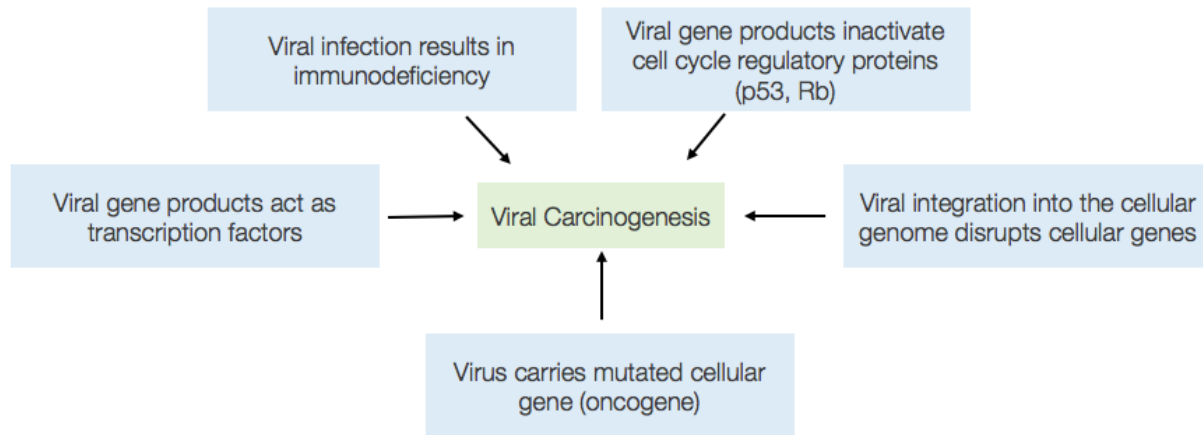 Viral infection results in
immunodeficiency
Viral gene products inactivate
cell cycle regulatory proteins
(p53, Rb)
Viral gene products act as
transcription factors
Viral Carcinogenesis
Viral integration into the cellular
genome disrupts cellular genes
Virus carries mutated cellular
gene (oncogene)